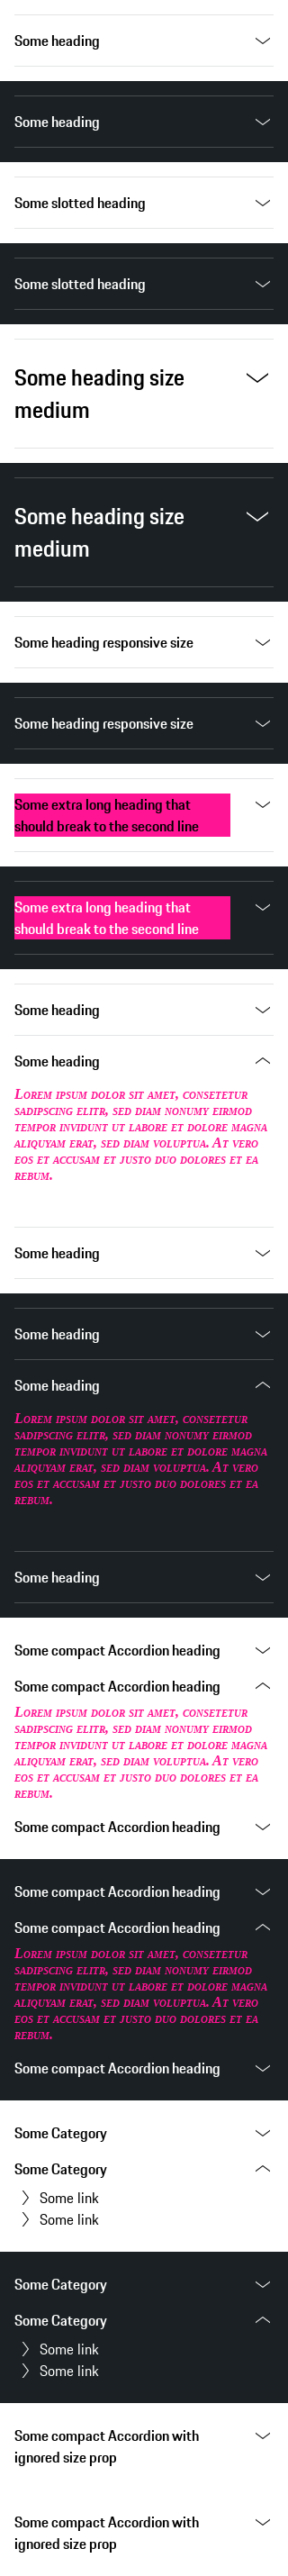 Some heading
Some heading
Some slotted heading
Some slotted heading
Some heading size
medium
Some heading size
medium
Some heading responsive size
Some heading responsive size
Some extra long heading that
should break to the second line
Some extra long heading that
should break to the second line
Some heading
Some heading
Lorem ipsum dolor sit amet, consetetur
sadipscing elitr, sed diam nonumy eirmod
tempor invidunt ut labore et dolore magna
aliquyam erat, sed diam voluptua. At vero
eos et accusam et justo duo dolores et ea
rebum.
Some heading
Some heading
Some heading
Lorem ipsum dolor sit amet, consetetur
sadipscing elitr, sed diam nonumy eirmod
tempor invidunt ut labore et dolore magna
aliquyam erat, sed diam voluptua. At vero
eos et accusam et justo duo dolores et ea
rebum.
Some heading
Some compact Accordion heading
Some compact Accordion heading
Lorem ipsum dolor sit amet, consetetur
sadipscing elitr, sed diam nonumy eirmod
tempor invidunt ut labore et dolore magna
aliquyam erat, sed diam voluptua. At vero
eos et accusam et justo duo dolores et ea
rebum.
Some compact Accordion heading
Some compact Accordion heading
Some compact Accordion heading
Lorem ipsum dolor sit amet, consetetur
sadipscing elitr, sed diam nonumy eirmod
tempor invidunt ut labore et dolore magna
aliquyam erat, sed diam voluptua. At vero
eos et accusam et justo duo dolores et ea
rebum.
Some compact Accordion heading
Some Category
Some Category
Some link
Some link
Some Category
Some Category
Some link
Some link
Some compact Accordion with
ignored size prop
Some compact Accordion with
ignored size prop